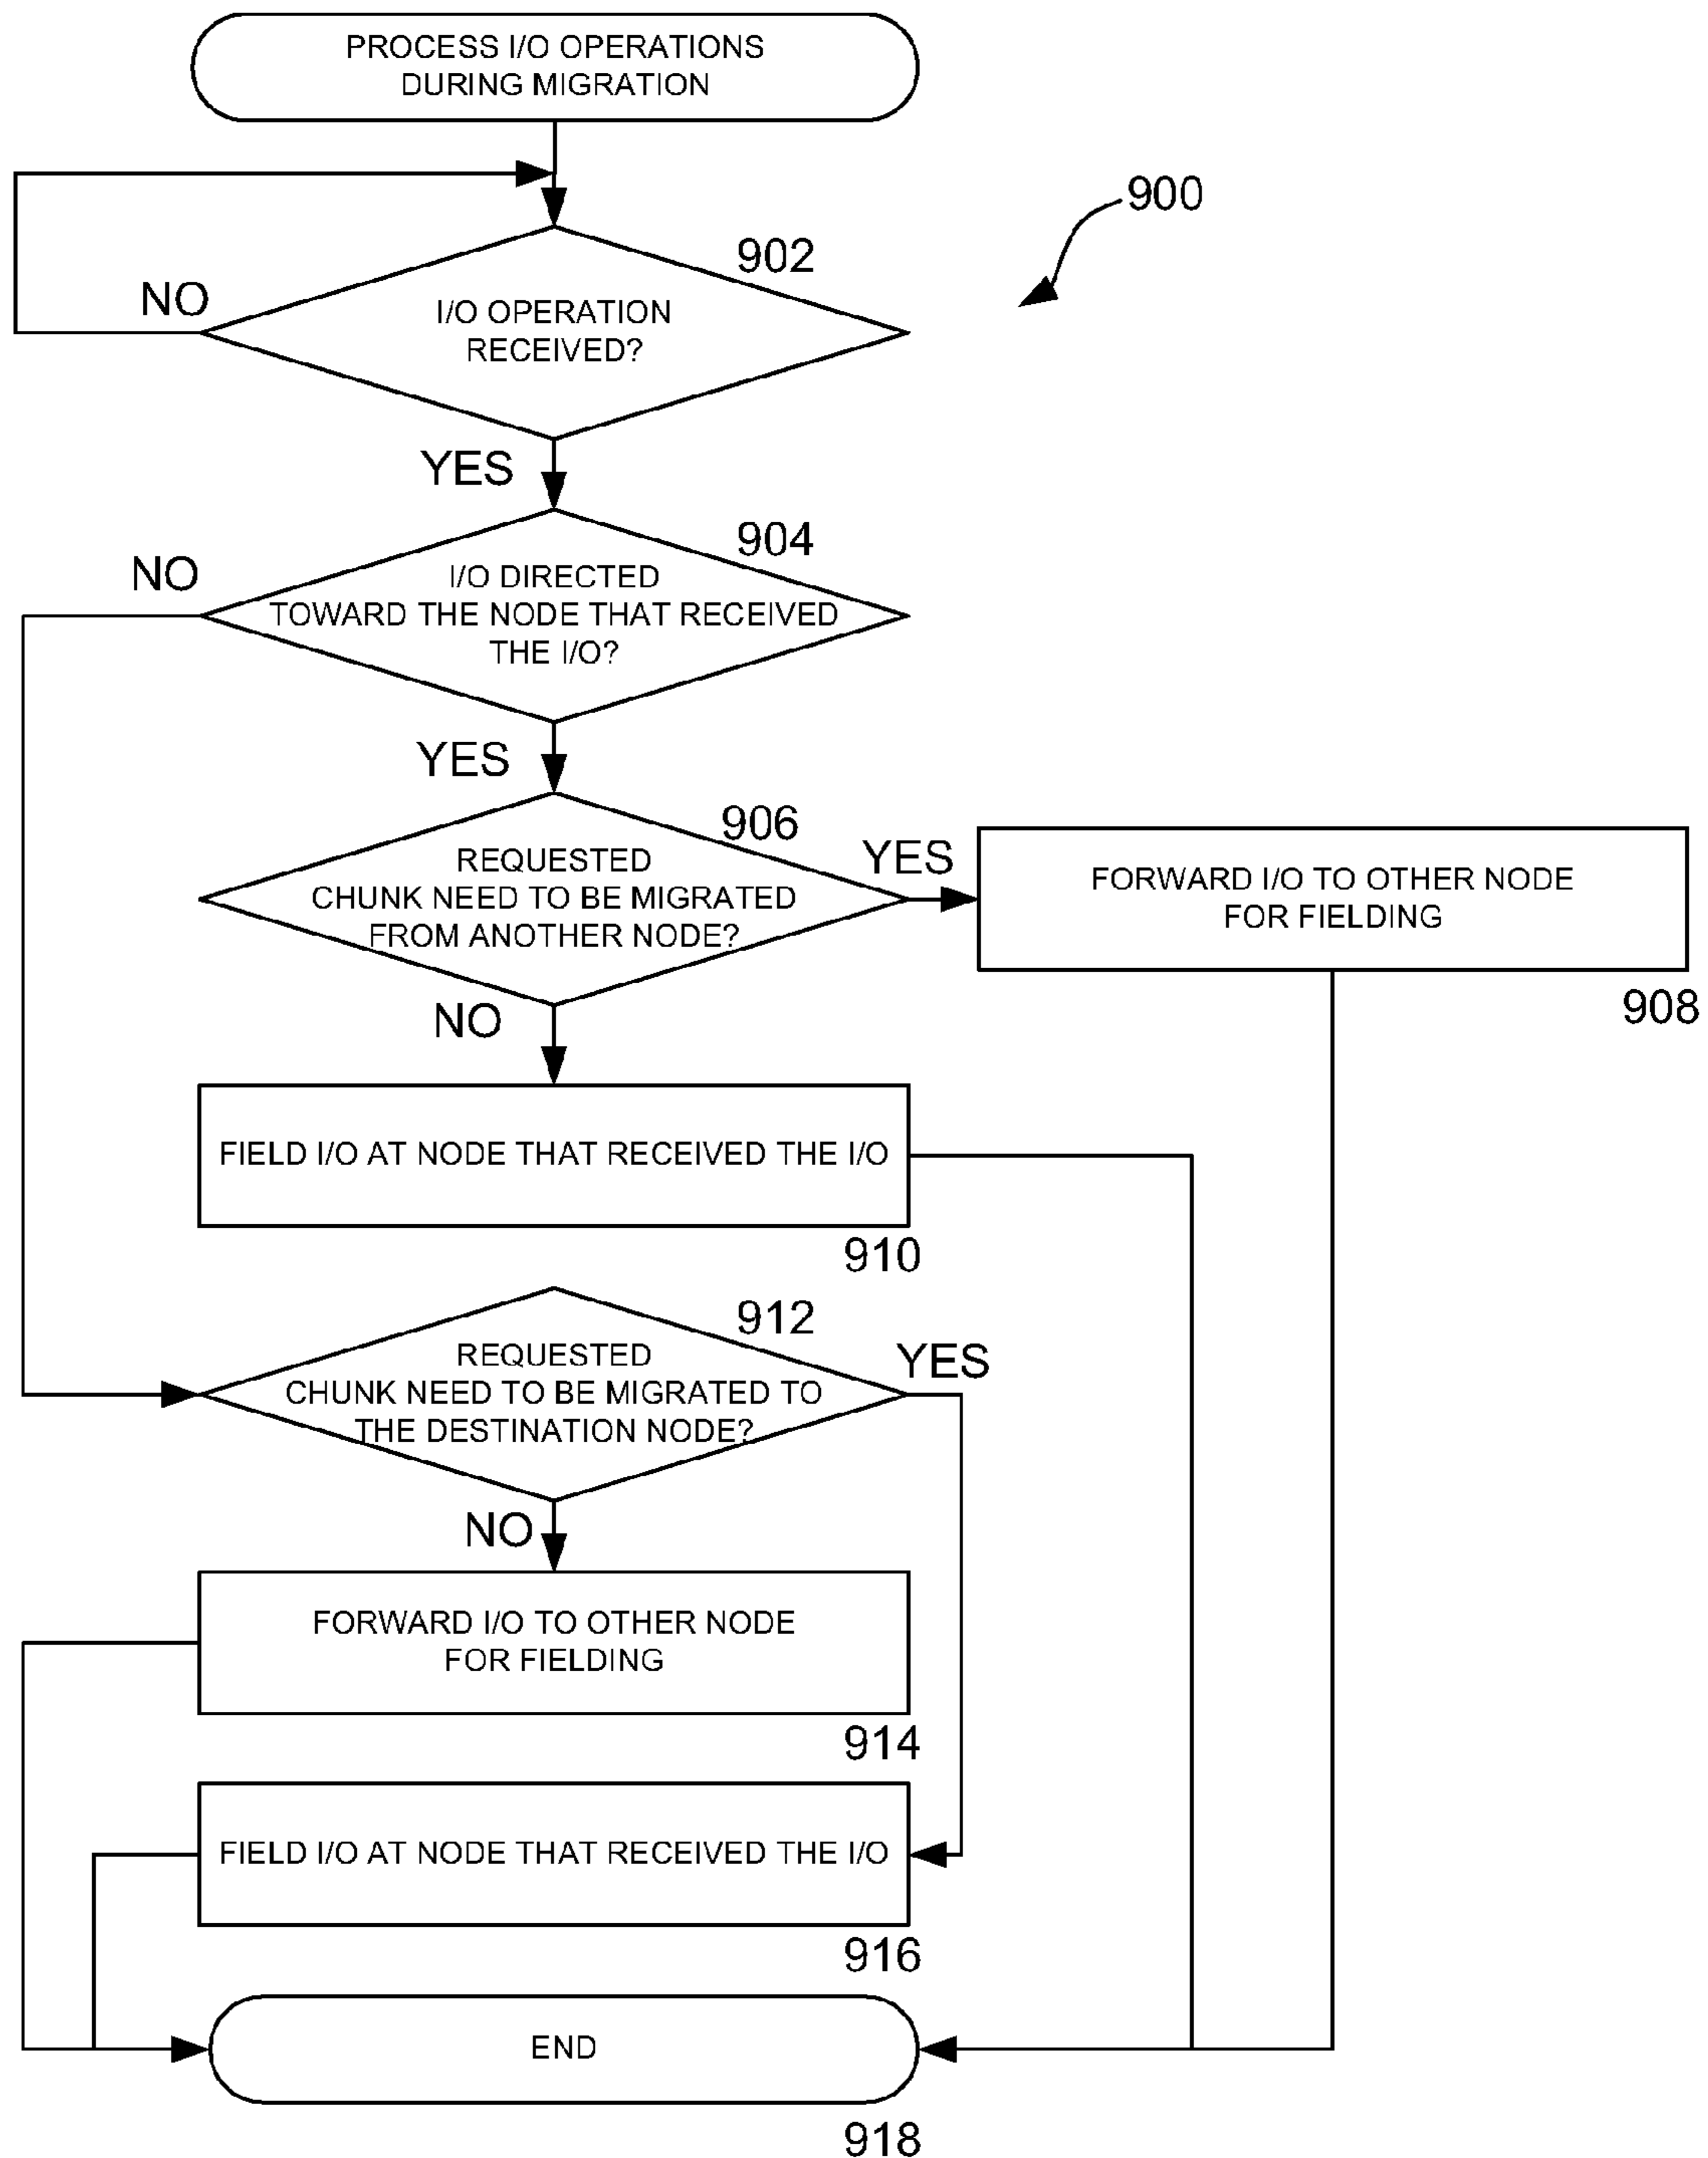 PROCESS I/O OPERATIONS
DURING MIGRATION
900
902
NO
I/O OPERATION
RECEIVED?
YES
904
NO
I/O DIRECTED
TOWARD THE NODE THAT RECEIVED
THE I/O?
YES
906
YES
REQUESTED
CHUNK NEED TO BE MIGRATED
FROM ANOTHER NODE?
FORWARD I/O TO OTHER NODE
FOR FIELDING
908
NO
FIELD I/O AT NODE THAT RECEIVED THE I/O
910
912
YES
REQUESTED
CHUNK NEED TO BE MIGRATED TO
THE DESTINATION NODE?
NO
FORWARD I/O TO OTHER NODE
FOR FIELDING
914
FIELD I/O AT NODE THAT RECEIVED THE I/O
916
END
918